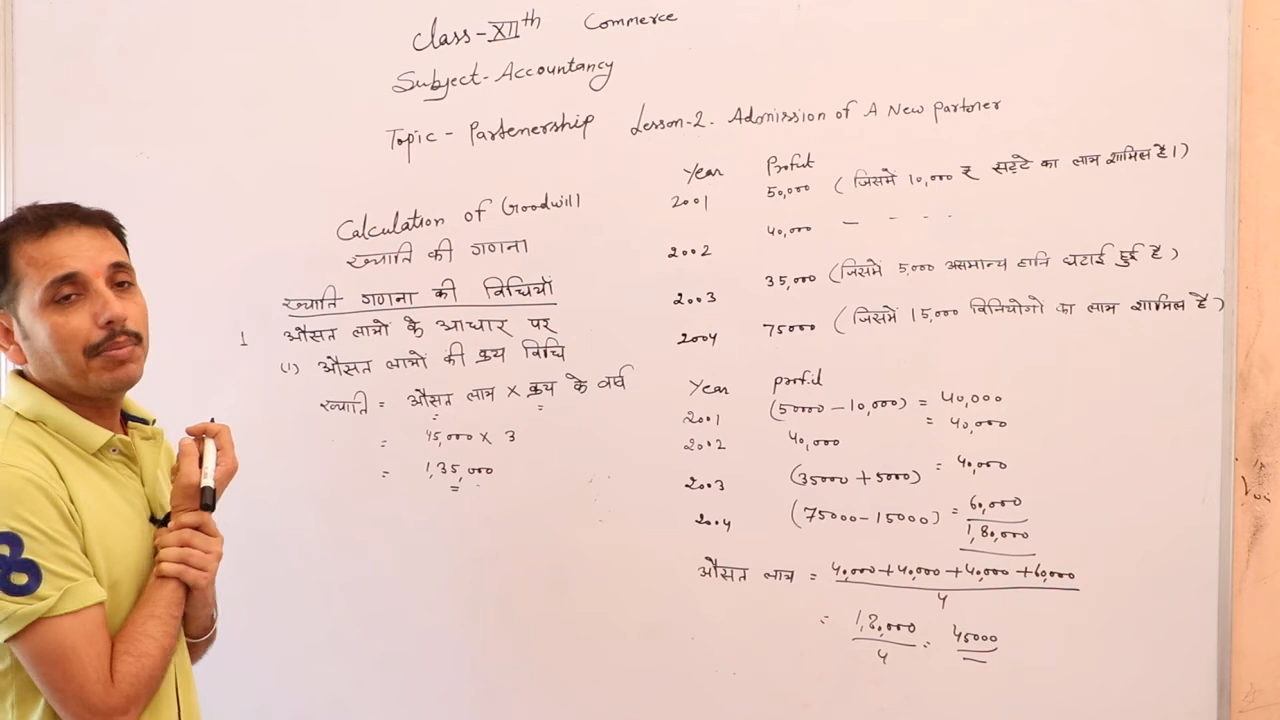 Class-XIIth Commerce
Subject-Accountancy
Topic - Partenership Lesson-2. Admission of A New Partner
Calculation of Goodwill
ख्याति की गणना
ख्याति गणना की विधियाँ
1 औसत लाभो के आधार पर
(1) औसत लाभों की क्रय विधि
ख्याति = औसत लाभ × क्रय के वर्ष
= 45,000 × 3
= 1,35,000
Year Profit
2001 50,000 (जिसमें 10,000 ₹ सट्टे का लाभ शामिल है।)
2002 40,000 - - - -
2003 35,000 (जिसमें 5,000 असमान्य हानि घटाई हुई है)
2004 75000 (जिसमें 15,000 विनियोगो का लाभ शामिल है)
Year profit
2001 (50000-10,000) = 40,000
2002 40,000 = 40,000
2003 (35000+5000) = 40,000
2004 (75000-15000) = 60,000
1,80,000
औसत लाभ = 40,000+40,000+40,000+60,000
4
= 1,80,000 = 45000
4
8